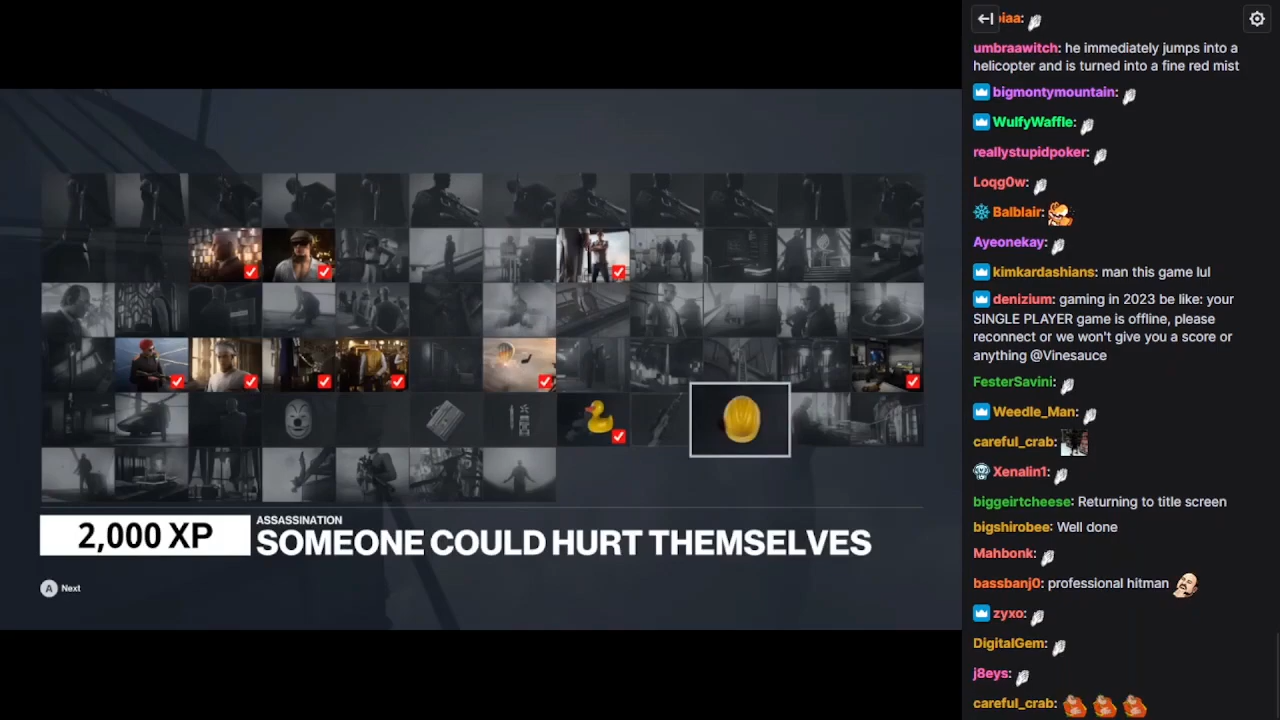 2,000 XP
ASSASSINATION
SOMEONE COULD HURT THEMSELVES
A Next
iaa:
umbraawitch: he immediately jumps into a
helicopter and is turned into a fine red mist
bigmontymountain:
WulfyWaffle:
reallystupidpoker:
Loqg0w:
Balblair:
Ayeonekay:
kimkardashians: man this game lul
denizium: gaming in 2023 be like: your
SINGLE PLAYER game is offline, please
reconnect or we won't give you a score or
anything @Vinesauce
FesterSavini:
Weedle_Man:
careful_crab:
Xenalin1:
biggeirtcheese: Returning to title screen
bigshirobee: Well done
Mahbonk:
bassbanj0: professional hitman
zyxo:
DigitalGem:
j8eys:
careful_crab: